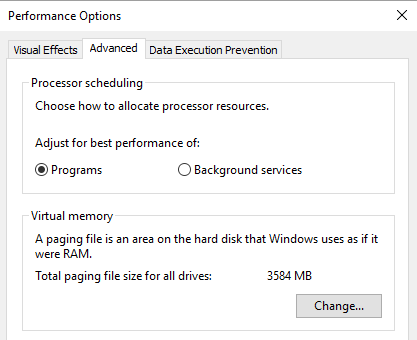 Performance Options
Visual Effects Advanced Data Execution Prevention
Processor scheduling
Choose how to allocate processor resources.
Adjust for best performance of:
Programs Background services
Virtual memory
A paging file is an area on the hard disk that Windows uses as if it
were RAM.
Total paging file size for all drives: 3584 MB
Change...